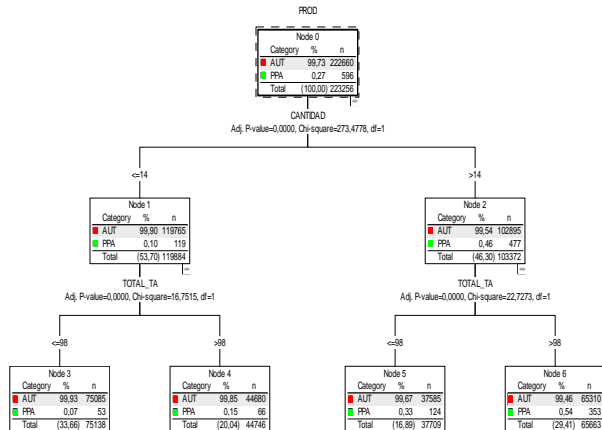 PROD
Node 0
Category % n
AUT 99,73 222660
PPA 0,27 596
Total (100,00) 223256
CANTIDAD
Adj. P-value=0,0000, Chi-square=273,4778, df=1
<=14
>14
Node 1
Category % n
AUT 99,90 119765
PPA 0,10 119
Total (53,70) 119884
Node 2
Category % n
AUT 99,54 102895
PPA 0,46 477
Total (46,30) 103372
TOTAL_TA
Adj. P-value=0,0000, Chi-square=16,7515, df=1
TOTAL_TA
Adj. P-value=0,0000, Chi-square=22,7273, df=1
<=98
>98
<=98
>98
Node 3
Category % n
AUT 99,93 75085
PPA 0,07 53
Total (33,66) 75138
Node 4
Category % n
AUT 99,85 44680
PPA 0,15 66
Total (20,04) 44746
Node 5
Category % n
AUT 99,67 37585
PPA 0,33 124
Total (16,89) 37709
Node 6
Category % n
AUT 99,46 65310
PPA 0,54 353
Total (29,41) 65663